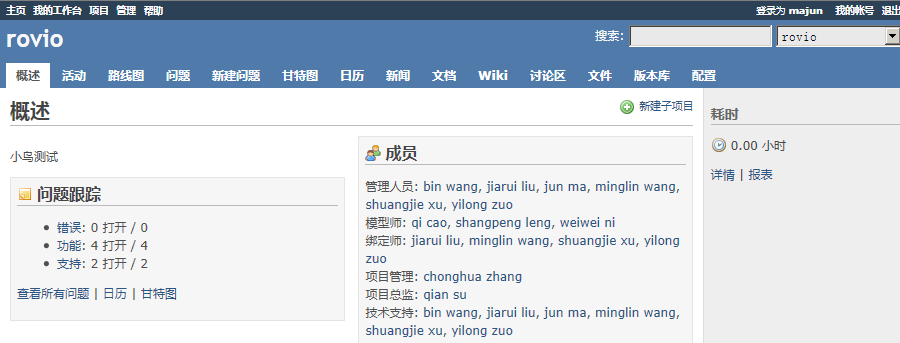 主页 我的工作台 项目 管理 帮助 登录为 majun 我的帐号 退出
rovio 搜索: rovio
概述 活动 路线图 问题 新建问题 甘特图 日历 新闻 文档 Wiki 讨论区 文件 版本库 配置
概述
新建子项目
小鸟测试
问题跟踪
错误: 0 打开 / 0
功能: 4 打开 / 4
支持: 2 打开 / 2
查看所有问题 | 日历 | 甘特图
成员
管理人员: bin wang, jiarui liu, jun ma, minglin wang,
shuangjie xu, yilong zuo
模型师: qi cao, shangpeng leng, weiwei ni
绑定师: jiarui liu, minglin wang, shuangjie xu, yilong
zuo
项目管理: chonghua zhang
项目总监: qian su
技术支持: bin wang, jiarui liu, jun ma, minglin wang,
shuangjie xu, yilong zuo
耗时
0.00 小时
详情 | 报表